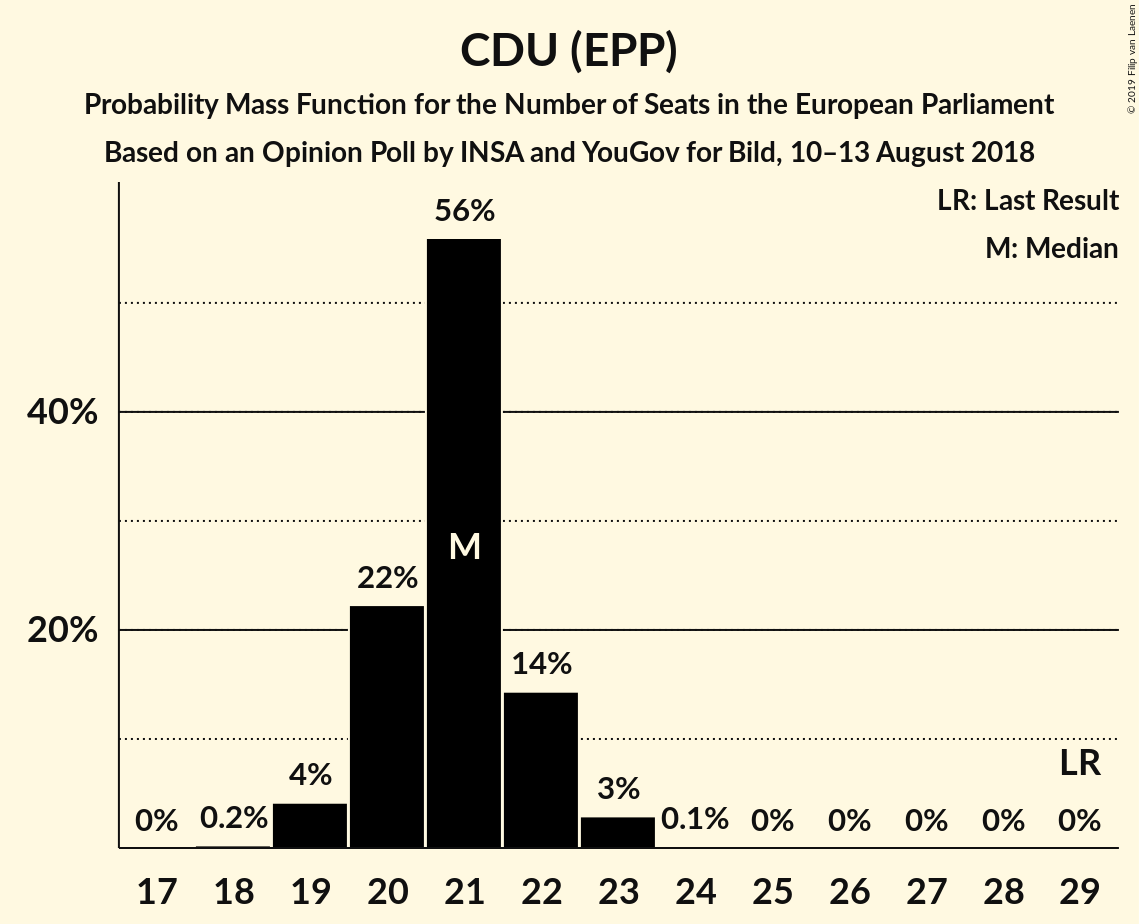 CDU (EPP)
Probability Mass Function for the Number of Seats in the European Parliament
Based on an Opinion Poll by INSA and YouGov for Bild, 10–13 August 2018
© 2019 Filip van Laenen
LR: Last Result
M: Median
56%
40%
M
22%
20%
14%
LR
4%
3%
0%
0.2%
0.1%
0%
0%
0%
0%
0%
17 18 19 20 21 22 23 24 25 26 27 28 29